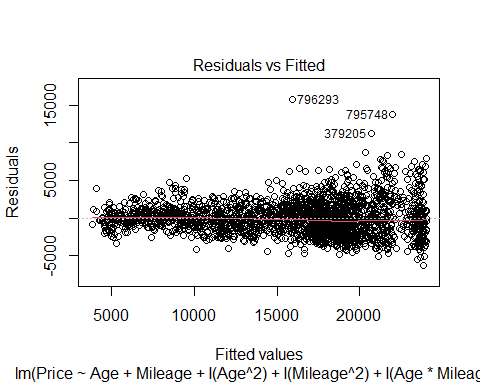 Residuals vs Fitted
796293
795748
379205
15000
5000
-5000
Residuals
5000
10000
15000
20000
Fitted values
lm(Price ~ Age + Mileage + I(Age^2) + I(Mileage^2) + I(Age * Mileag